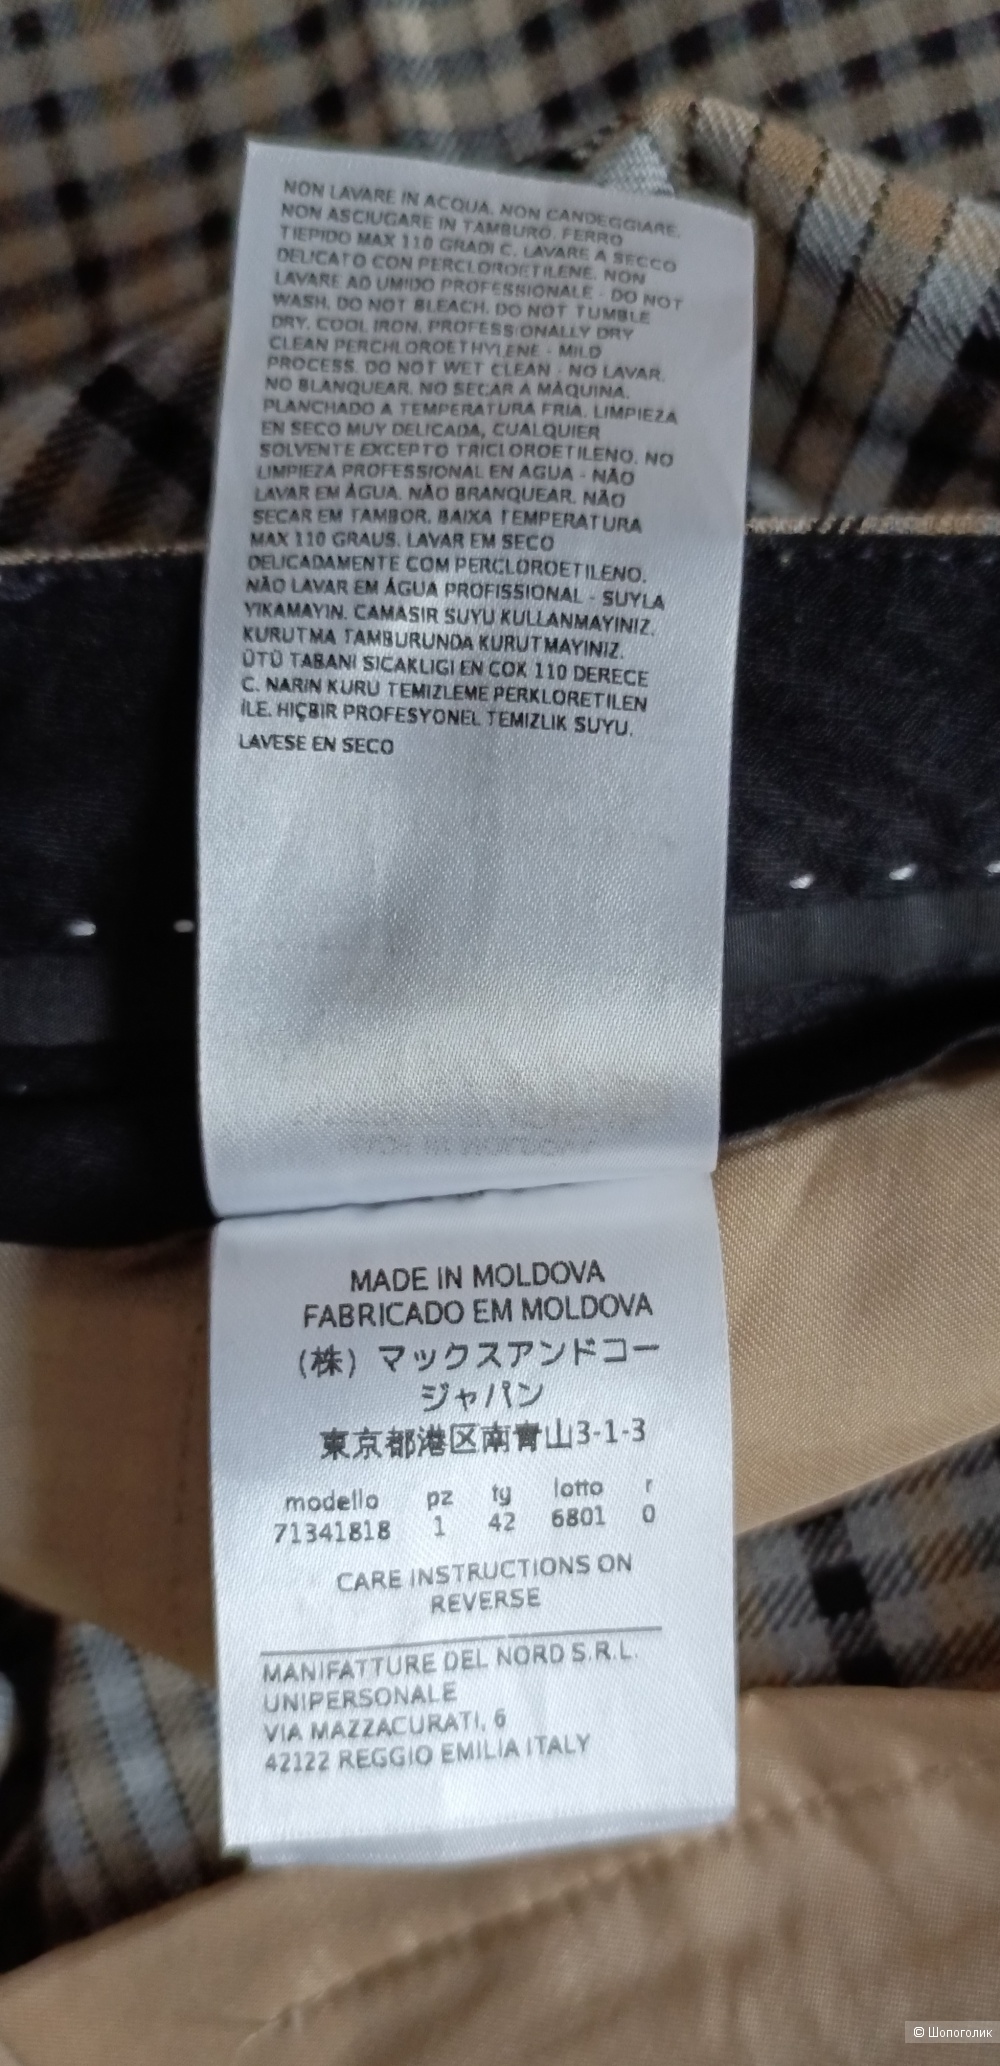 NON LAVARE IN ACQUA. NON CANDEGGIARE.
NON ASCIUGARE IN TAMBURO. FERRO
TIEPIDO MAX 110 GRADI C. LAVARE A SECCO
DELICATO CON PERCLOROETILENE. NON
LAVARE AD UMIDO PROFESSIONALE - DO NOT
WASH. DO NOT BLEACH. DO NOT TUMBLE
DRY. COOL IRON. PROFESSIONALLY DRY
CLEAN PERCHLOROETHYLENE - MILD
PROCESS. DO NOT WET CLEAN - NO LAVAR.
NO BLANQUEAR. NO SECAR A MÁQUINA.
PLANCHADO A TEMPERATURA FRIA. LIMPIEZA
EN SECO MUY DELICADA, CUALQUIER
SOLVENTE EXCEPTO TRICLOROETILENO. NO
LIMPIEZA PROFESSIONAL EN AGUA - NÃO
LAVAR EM ÁGUA. NÃO BRANQUEAR. NÃO
SECAR EM TAMBOR. BAIXA TEMPERATURA
MAX 110 GRAUS. LAVAR EM SECO
DELICADAMENTE COM PERCLOROETILENO.
NÃO LAVAR EM ÁGUA PROFISSIONAL - SUYLA
YIKAMAYIN. CAMASIR SUYU KULLANMAYINIZ.
KURUTMA TAMBURUNDA KURUTMAYINIZ.
ÜTÜ TABANI SICAKLIGI EN COK 110 DERECE
C. NARIN KURU TEMIZLEME PERKLORETILEN
İLE. HIÇBIR PROFESYONEL TEMIZLIK SUYU.
LAVESE EN SECO
MADE IN MOLDOVA
FABRICADO EM MOLDOVA
(株) マックスアンドコー
ジャパン
東京都港区南青山3-1-3
modello pz ty lotto r
71341818 1 42 6801 0
CARE INSTRUCTIONS ON
REVERSE
MANIFATTURE DEL NORD S.R.L.
UNIPERSONALE
VIA MAZZACURATI, 6
42122 REGGIO EMILIA ITALY
© Шопоголик